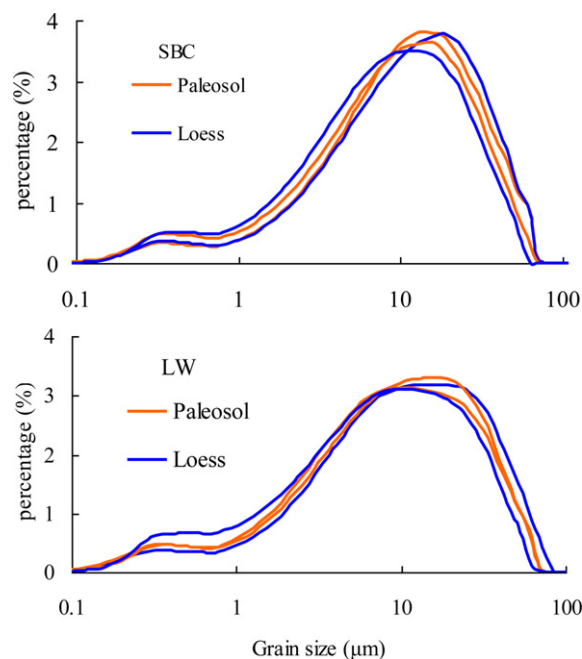 4
SBC
Paleosol
3
Loess
2
percentage (%)
1
0
0.1 1 10 100
4
LW
3
Paleosol
2
Loess
percentage (%)
1
0
0.1 1 10 100
Grain size (μm)